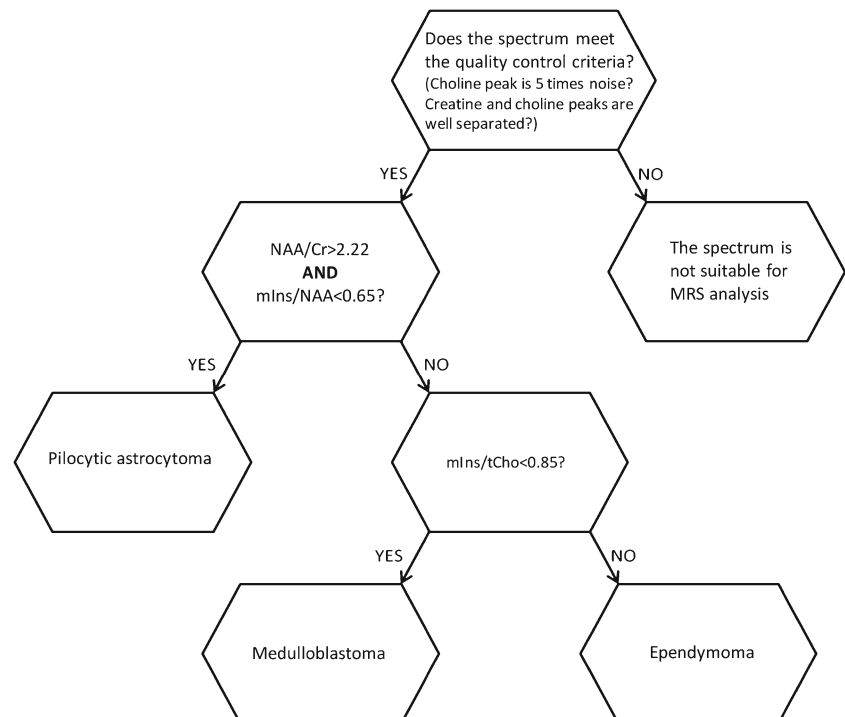 Does the spectrum meet
the quality control criteria?
(Choline peak is 5 times noise?
Creatine and choline peaks are
well separated?)
YES
NO
NAA/Cr>2.22
AND
mIns/NAA<0.65?
The spectrum is
not suitable for
MRS analysis
YES
NO
Pilocytic astrocytoma
mIns/tCho<0.85?
YES
NO
Medulloblastoma
Ependymoma